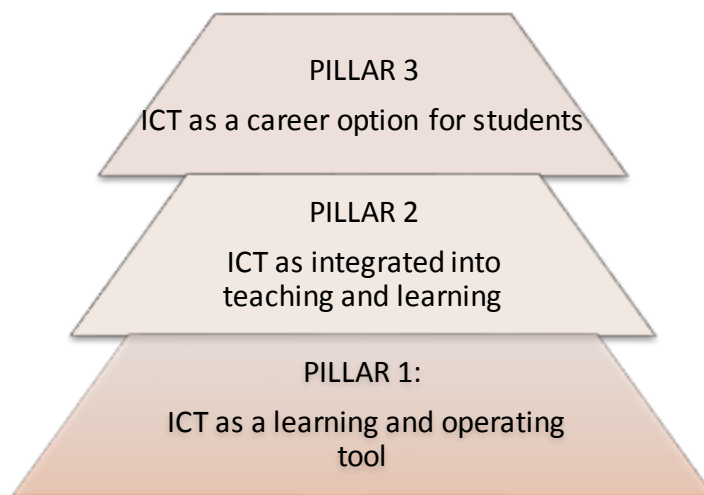 PILLAR 3
ICT as a career option for students
PILLAR 2
ICT as integrated into
teaching and learning
PILLAR 1:
ICT as a learning and operating
tool